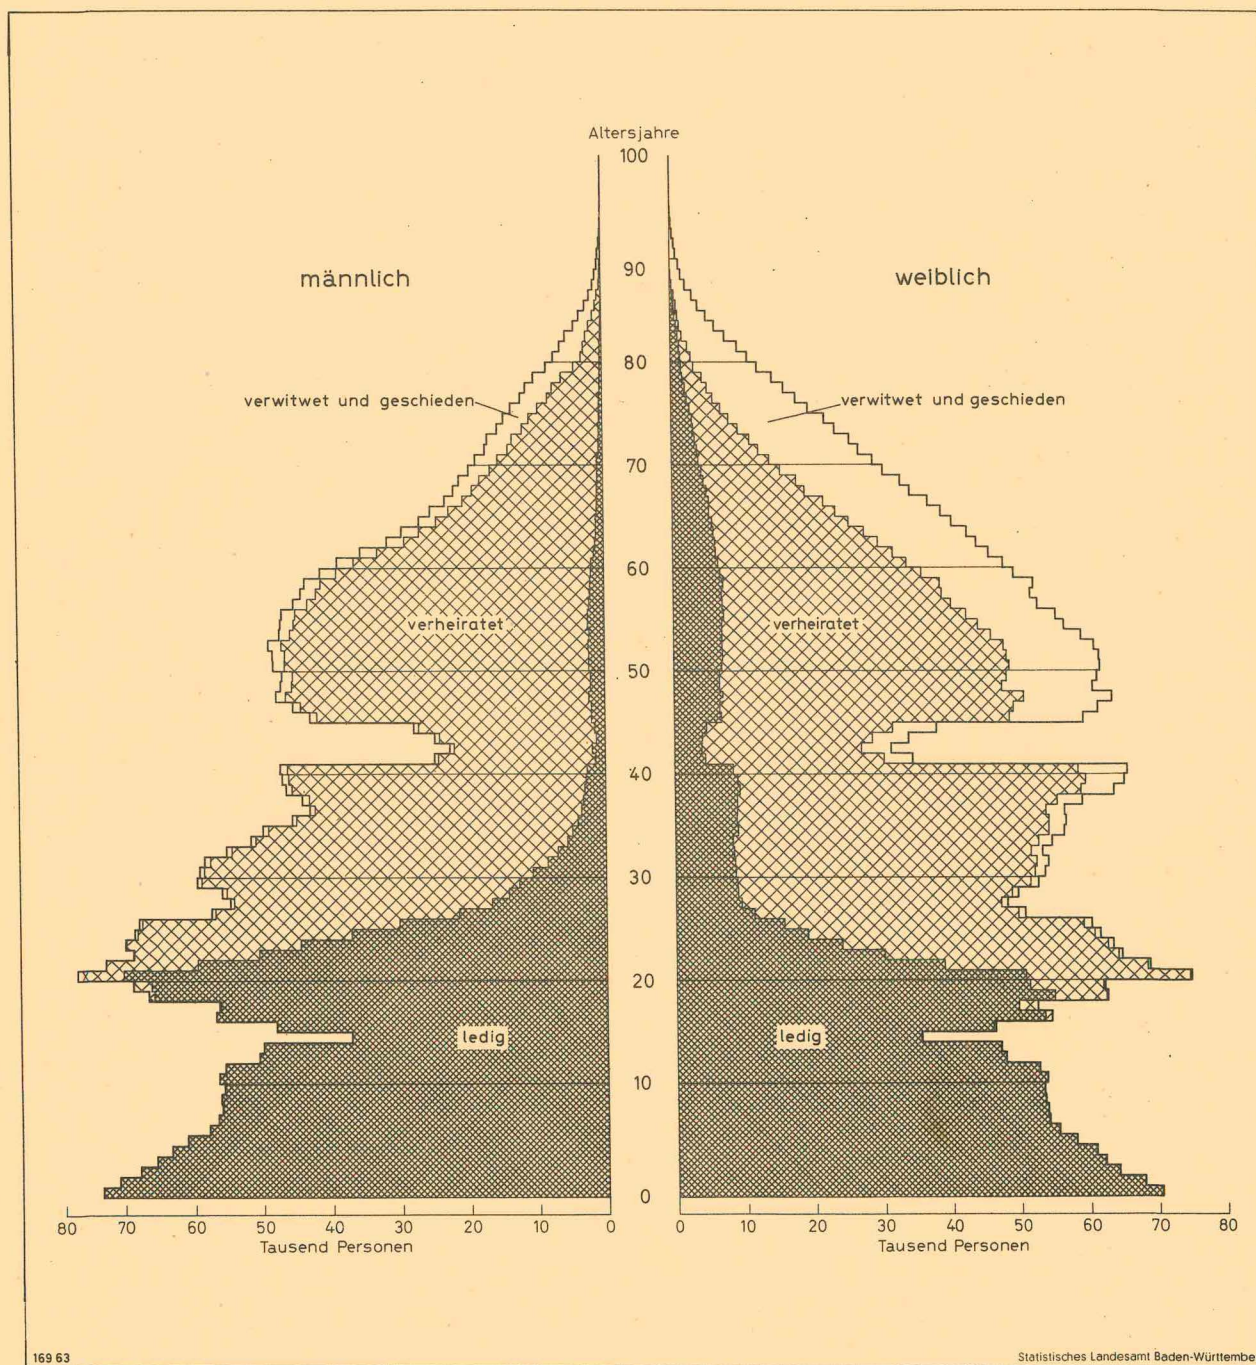 Altersjahre
100
männlich
90
weiblich
80
verwitwet und geschieden
verwitwet und geschieden
70
60
verheiratet
verheiratet
50
40
30
20
ledig
ledig
10
0
80 70 60 50 40 30 20 10 0
0 10 20 30 40 50 60 70 80
Tausend Personen
Tausend Personen
169 63
Statistisches Landesamt Baden-Württembe